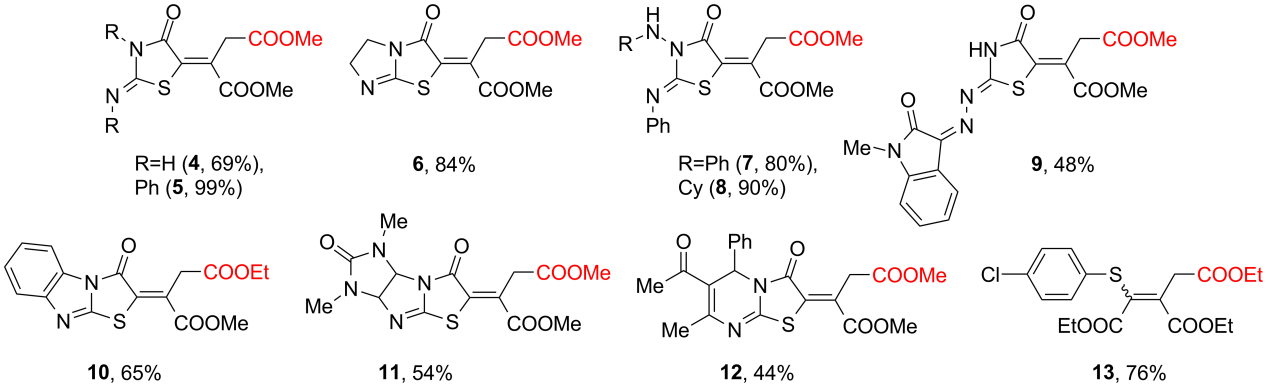 R N O COOMe
N S COOMe
R
R=H (4, 69%),
Ph (5, 99%)
O COOMe
N
N S COOMe
6, 84%
H
R N N O COOMe
N S COOMe
Ph
R=Ph (7, 80%),
Cy (8, 90%)
O
HN COOMe
S COOMe
N
O N
Me N
9, 48%
O
N COOEt
N S COOMe
10, 65%
Me
O N O
N COOMe
Me N
N S COOMe
11, 54%
O Ph O
Me N COOMe
Me N S COOMe
12, 44%
Cl S COOEt
EtOOC COOEt
13, 76%